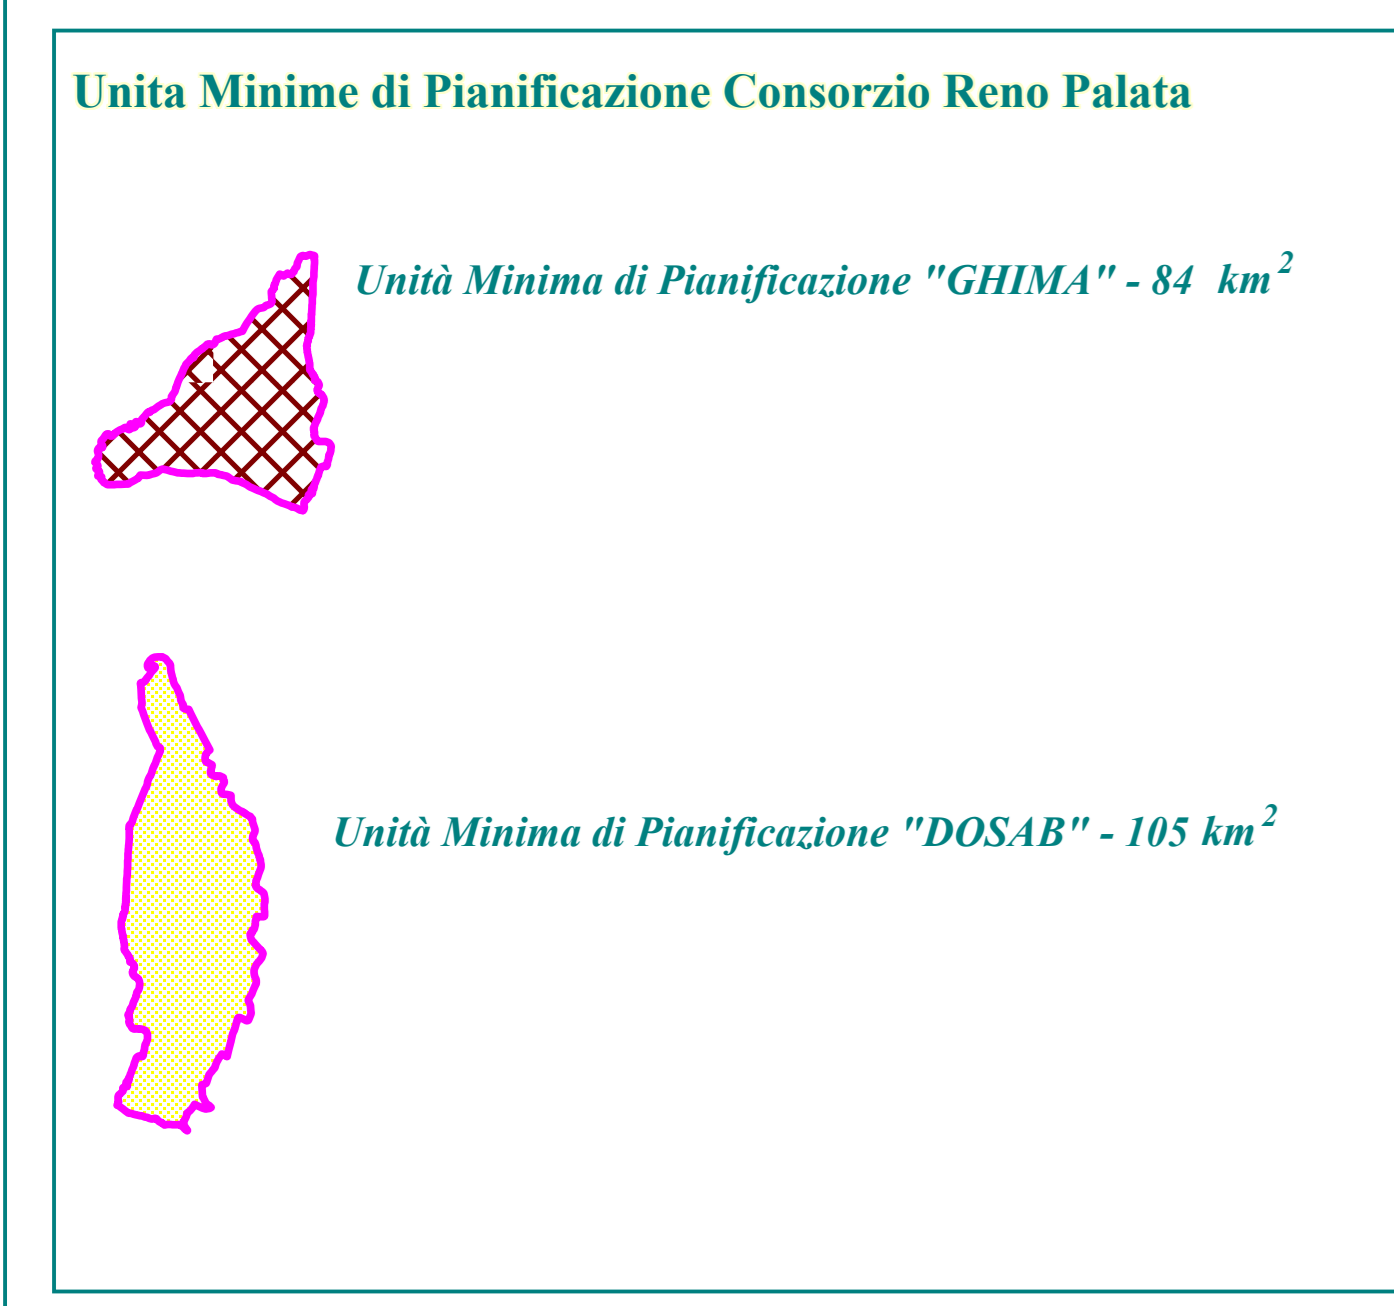 Unita Minime di Pianificazione Consorzio Reno Palata
Unità Minima di Pianificazione "GHIMA" - 84 km²
Unità Minima di Pianificazione "DOSAB" - 105 km²